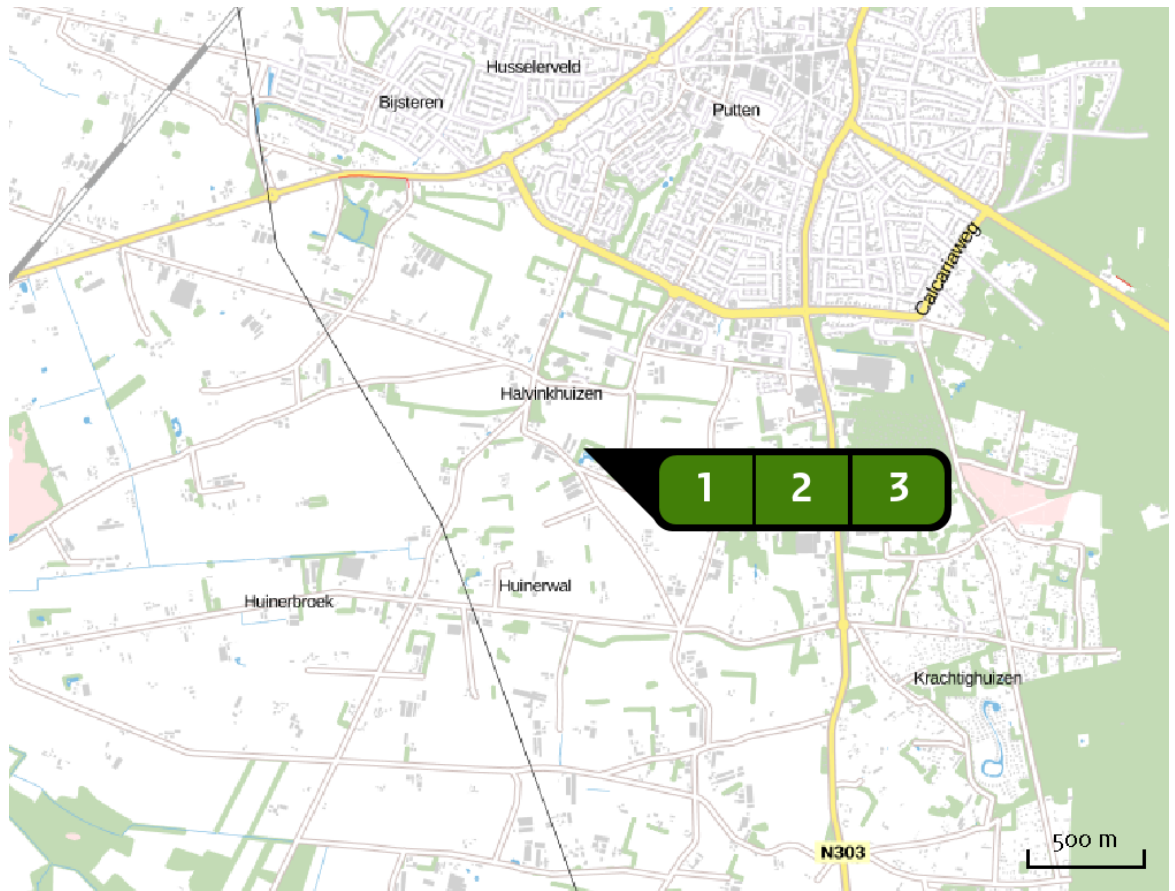 Husselerveld
Bijsteren
Putten
Calcariaweg
Halvinkhuizen
1 2 3
Huinerwal
Huinerbroek
Krachtighuizen
500 m
N303